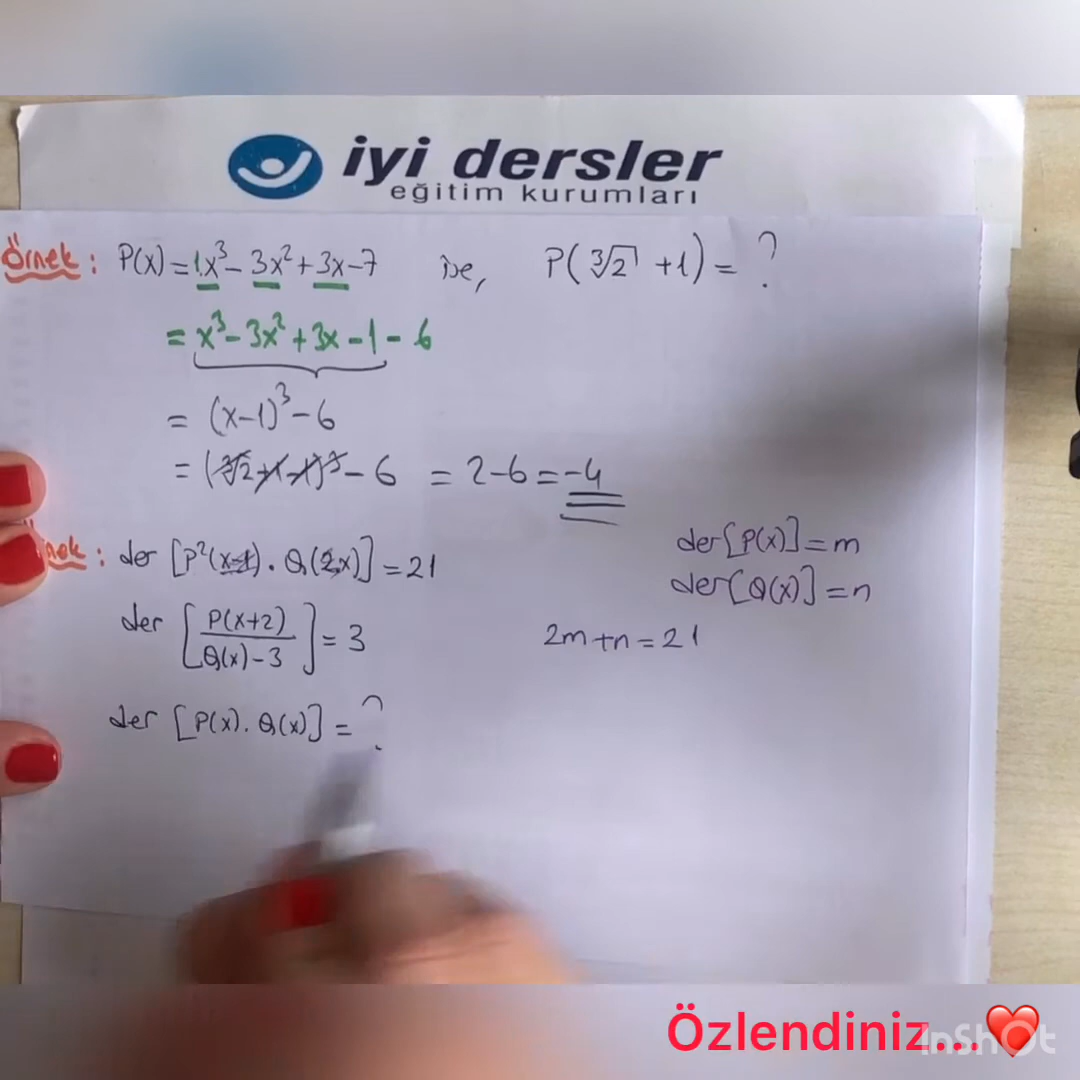 iyi dersler
eğitim kurumları
Örnek: P(x) = 1x³ - 3x² + 3x - 7 ise, P(∛2 + 1) = ?
= x³ - 3x² + 3x - 1 - 6
= (x-1)³ - 6
= (∛2 + 1 - 1)³ - 6 = 2 - 6 = -4
nek: der [P²(x-1) . Q(2x)] = 21
der[P(x)] = m
der[Q(x)] = n
der [P(x+2) / Q(x) - 3] = 3
2m + n = 21
der [P(x) . Q(x)] = ?
Özlendiniz...❤️
InShOt